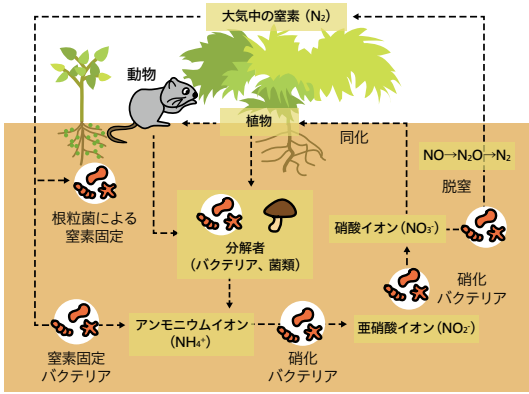 大気中の窒素（N₂）
動物
植物
同化
NO→N₂O→N₂
脱窒
根粒菌による
窒素固定
分解者
（バクテリア、菌類）
硝酸イオン（NO₃⁻）
硝化
バクテリア
アンモニウムイオン
（NH₄⁺）
亜硝酸イオン（NO₂⁻）
窒素固定
バクテリア
硝化
バクテリア